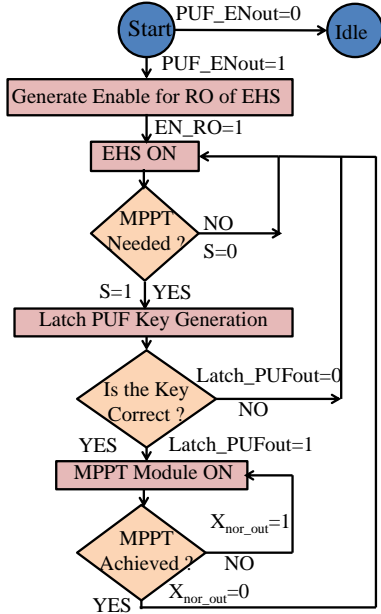 PUF_ENout=0
Start
Idle
PUF_ENout=1
Generate Enable for RO of EHS
EN_RO=1
EHS ON
MPPT
Needed ?
NO
S=0
S=1
YES
Latch PUF Key Generation
Is the Key
Correct ?
Latch_PUFout=0
NO
YES
Latch_PUFout=1
MPPT Module ON
Xnor_out=1
MPPT
Achieved ?
NO
Xnor_out=0
YES